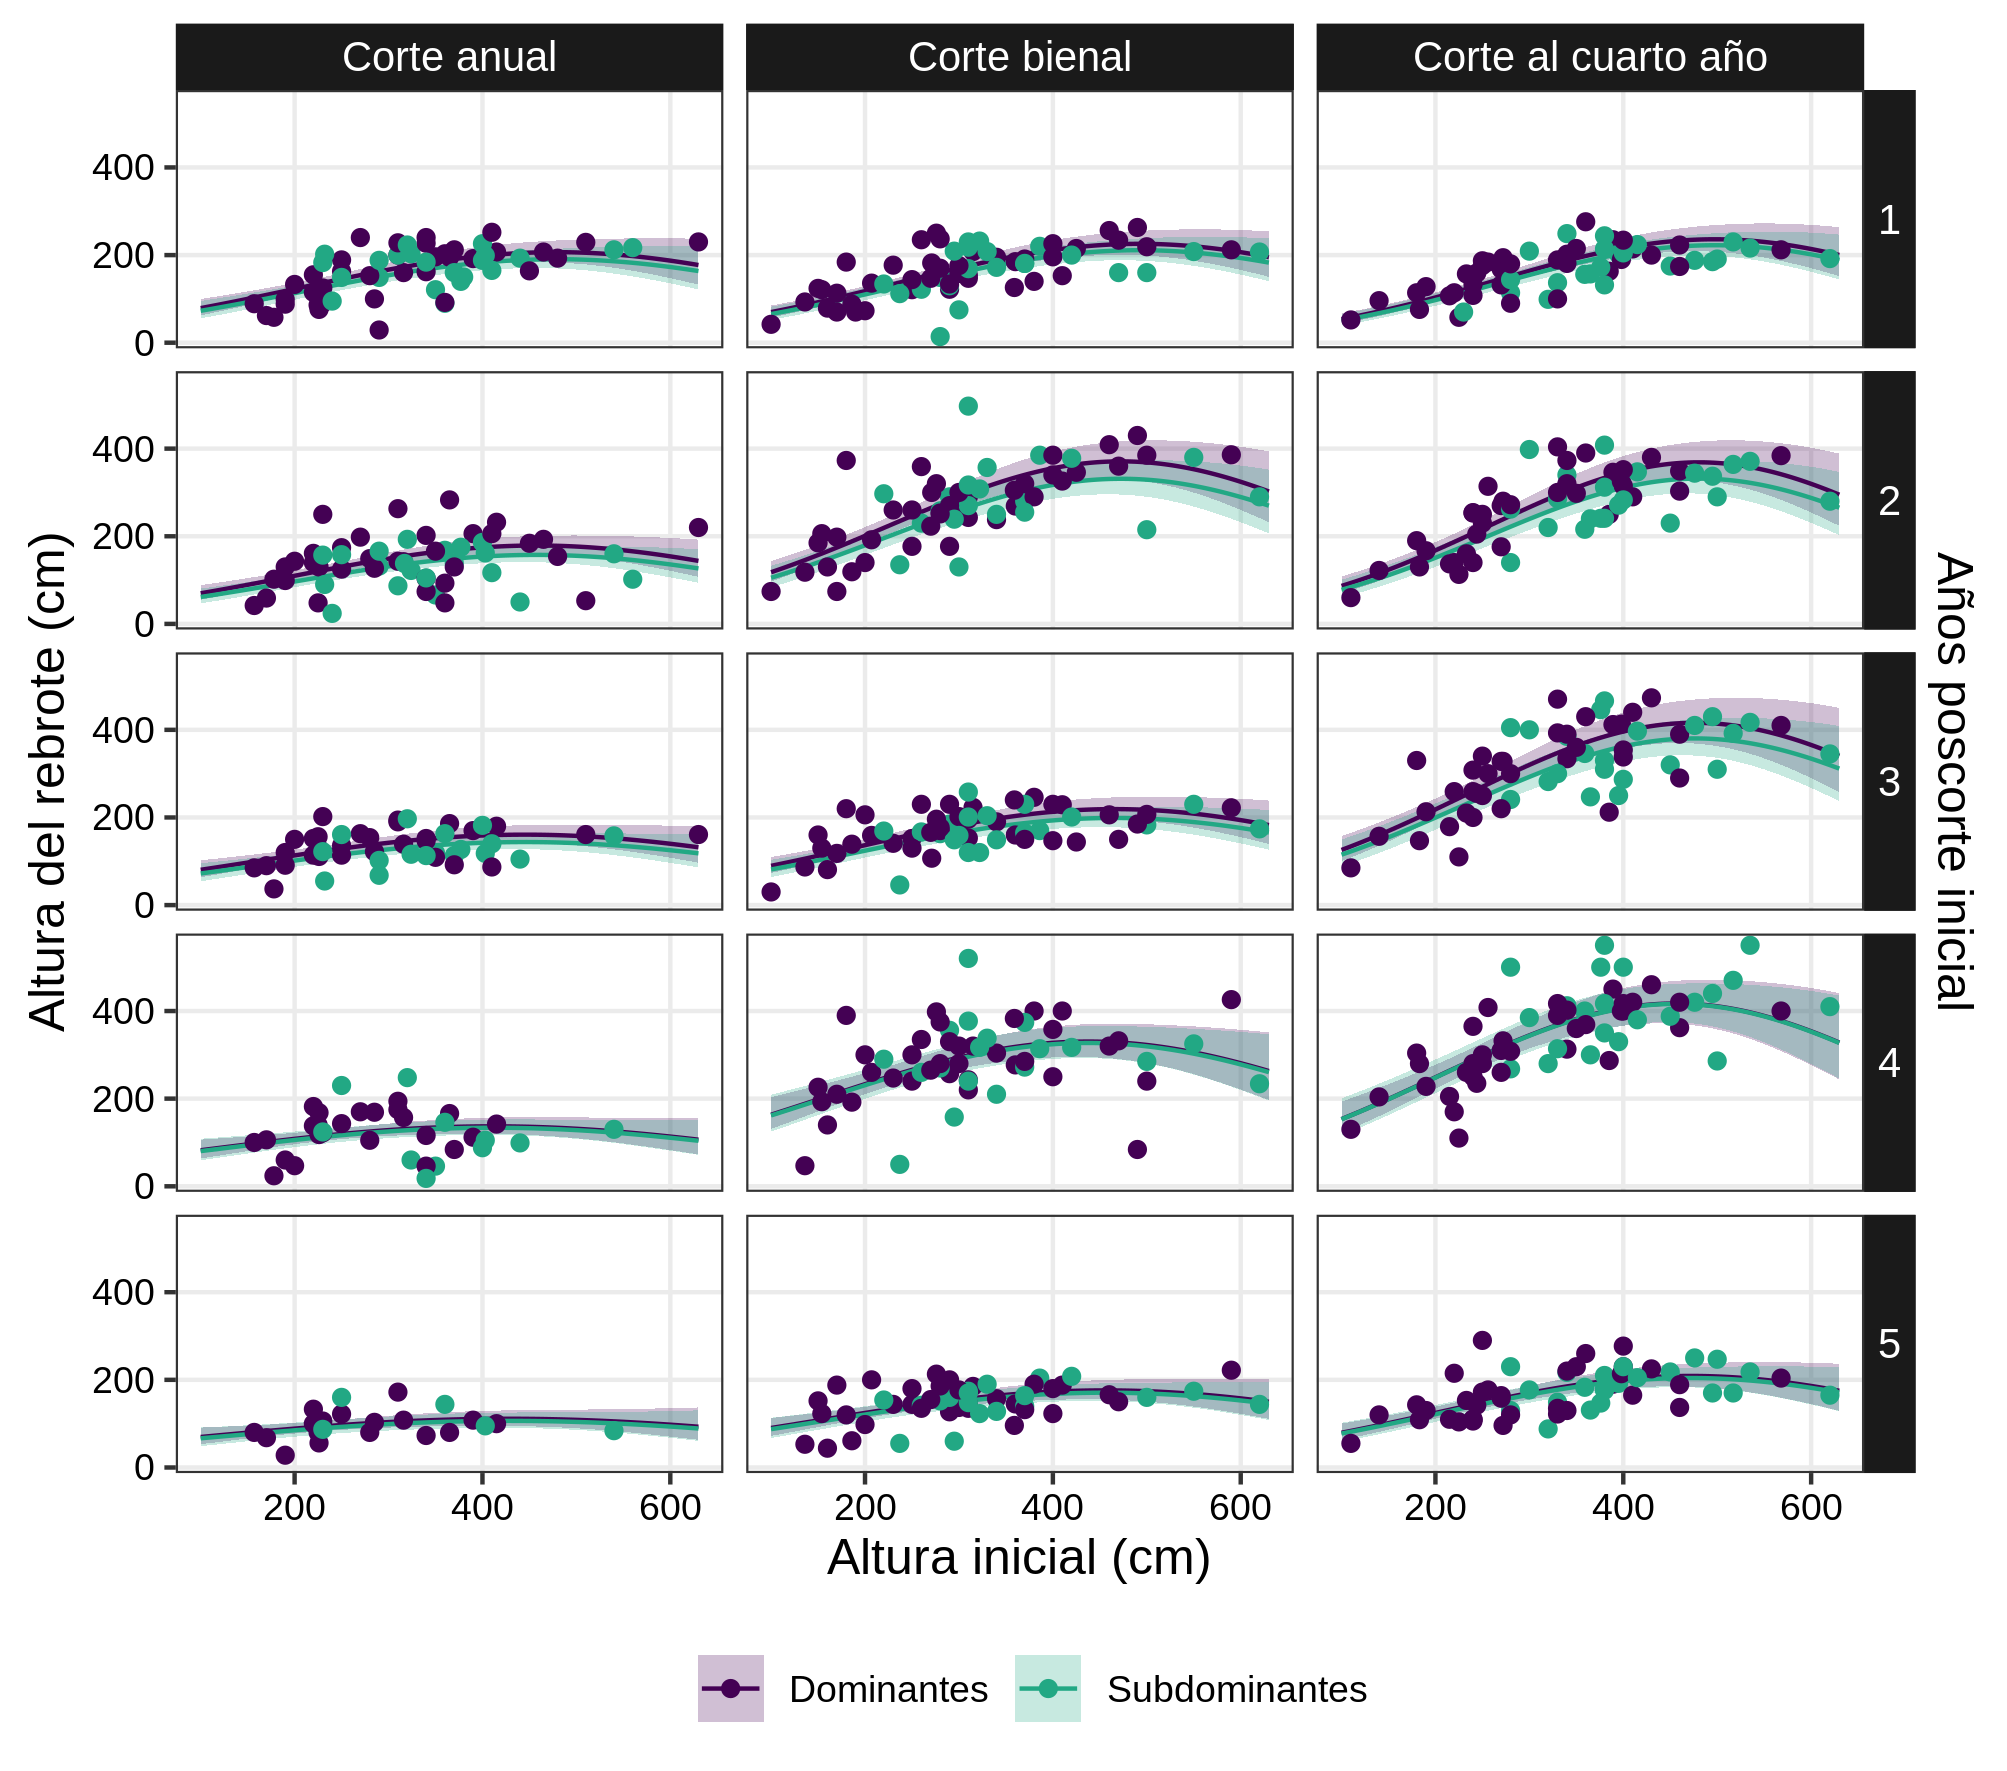 Corte anual
Corte bienal
Corte al cuarto año
Altura del rebrote (cm)
400
200
0
1
400
200
0
2
400
200
0
3
400
200
0
4
400
200
0
5
Años poscorte inicial
200 400 600
200 400 600
200 400 600
Altura inicial (cm)
Dominantes
Subdominantes